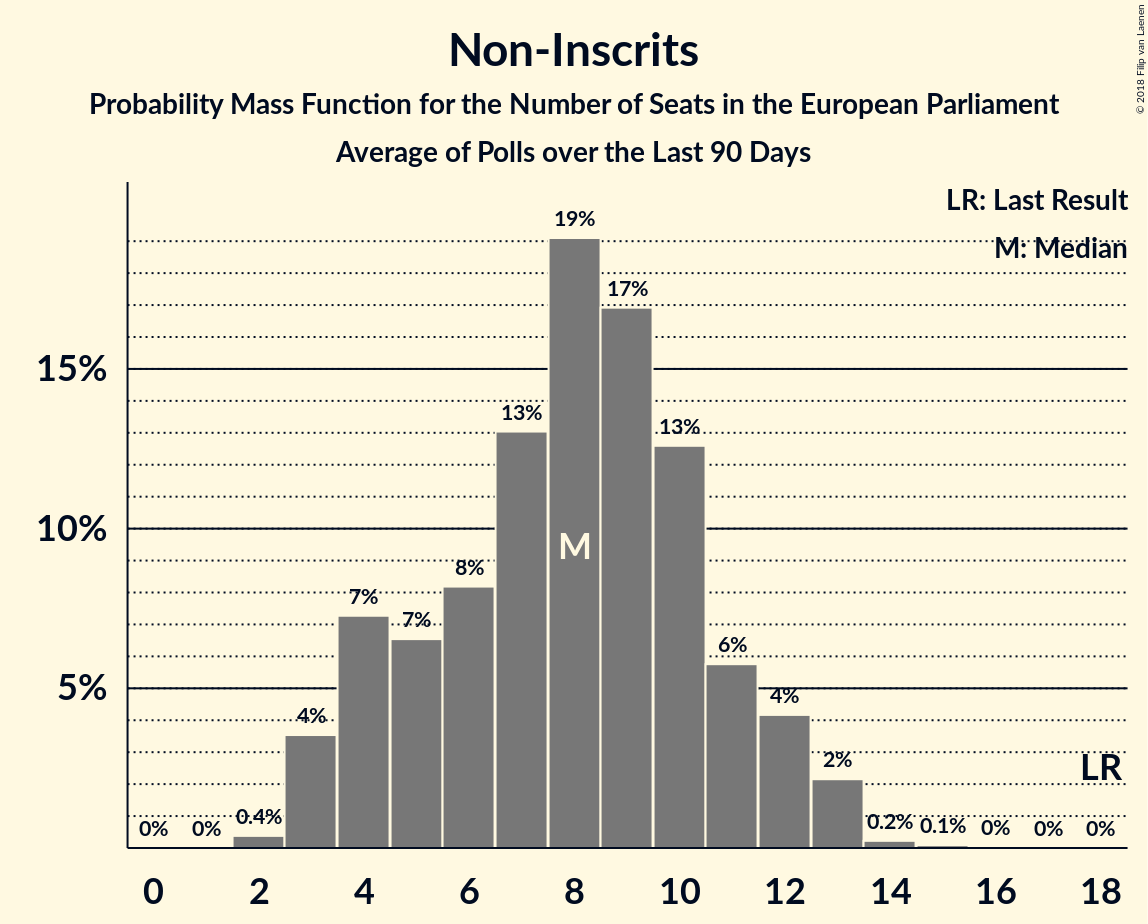 Non-Inscrits
Probability Mass Function for the Number of Seats in the European Parliament
Average of Polls over the Last 90 Days
© 2018 Filip van Laenen
LR: Last Result
M: Median
15%
10%
5%
0%
0%
0.4%
4%
7%
7%
8%
13%
19%
17%
13%
6%
4%
2%
0.2%
0.1%
0%
0%
0%
M
LR
0 2 4 6 8 10 12 14 16 18